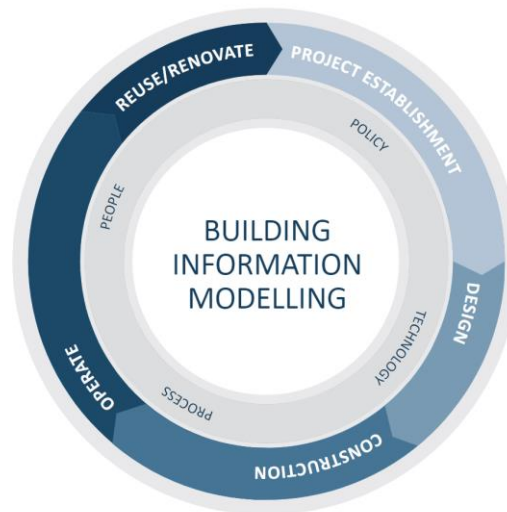 REUSE/RENOVATE
PROJECT ESTABLISHMENT
DESIGN
CONSTRUCTION
OPERATE
POLICY
TECHNOLOGY
PROCESS
PEOPLE
BUILDING
INFORMATION
MODELLING